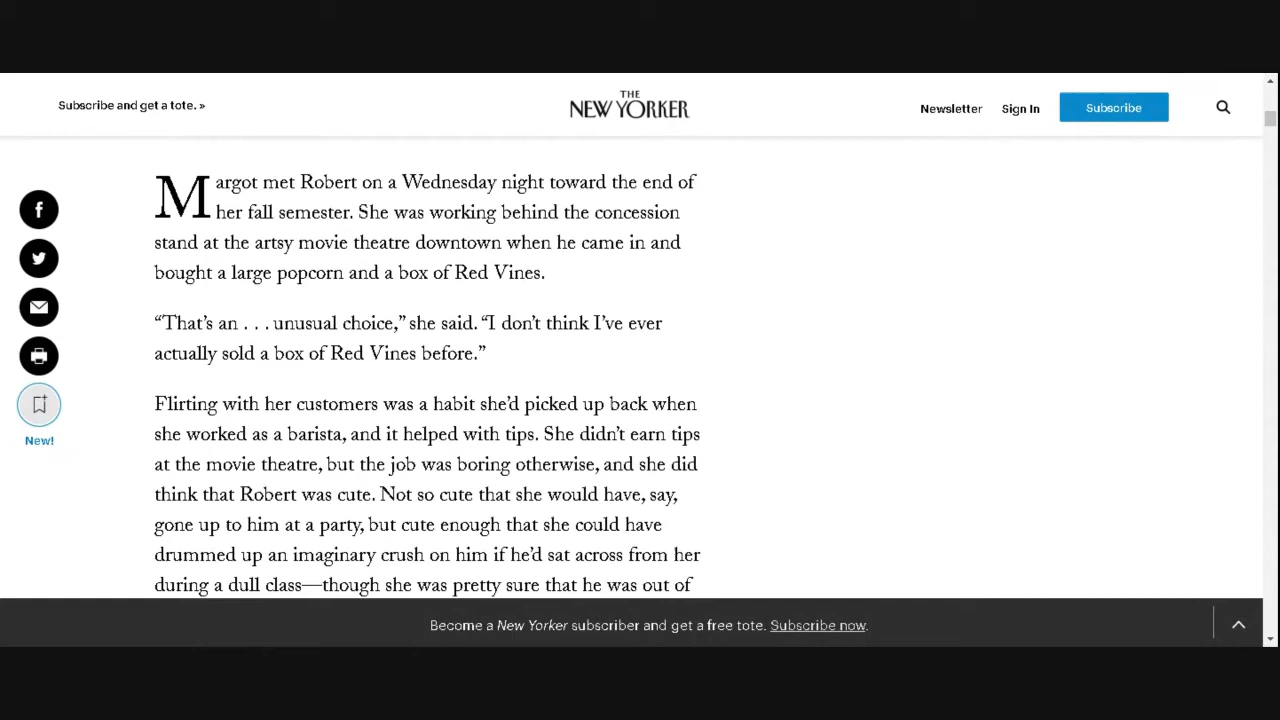 Subscribe and get a tote. »
THE
NEW YORKER
Newsletter
Sign In
Subscribe
Margot met Robert on a Wednesday night toward the end of
her fall semester. She was working behind the concession
stand at the artsy movie theatre downtown when he came in and
bought a large popcorn and a box of Red Vines.
“That’s an . . . unusual choice,” she said. “I don’t think I’ve ever
actually sold a box of Red Vines before.”
Flirting with her customers was a habit she’d picked up back when
she worked as a barista, and it helped with tips. She didn’t earn tips
at the movie theatre, but the job was boring otherwise, and she did
think that Robert was cute. Not so cute that she would have, say,
gone up to him at a party, but cute enough that she could have
drummed up an imaginary crush on him if he’d sat across from her
during a dull class—though she was pretty sure that he was out of
New!
Become a New Yorker subscriber and get a free tote. Subscribe now.